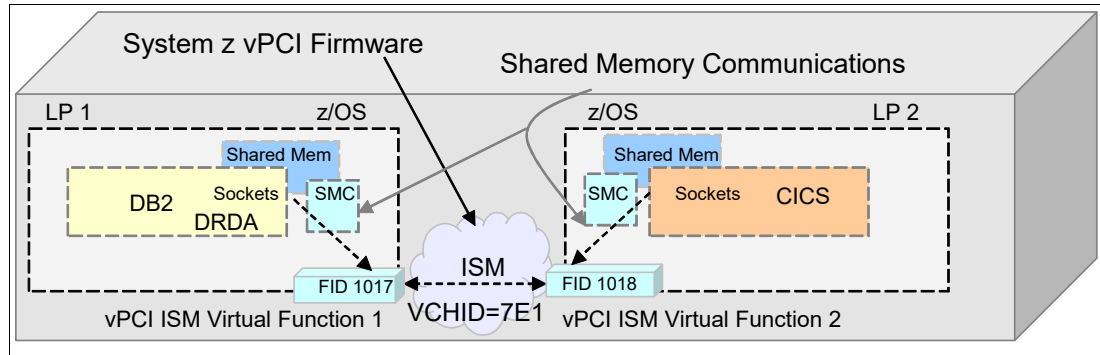 System z vPCI Firmware
Shared Memory Communications
LP 1
z/OS
z/OS
LP 2
Shared Mem
Shared Mem
DB2
Sockets
DRDA
SMC
SMC
Sockets
CICS
ISM
FID 1017
FID 1018
VCHID=7E1
vPCI ISM Virtual Function 1
vPCI ISM Virtual Function 2